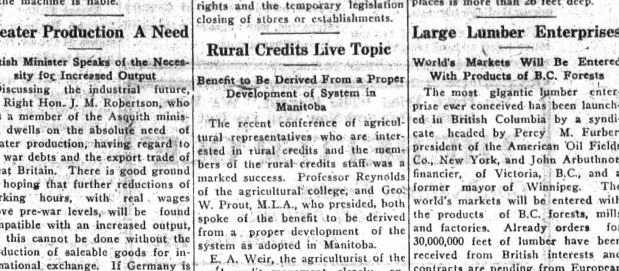 the machine is liable.
eater Production A Need
ish Minister Speaks of the Neces-
sity for Increased Output
Discussing the industrial future,
Right Hon. J. M. Robertson, who
s a member of the Asquith minis-
dwells on the absolute need of
ater production, having regard to
war debts and the export trade of
eat Britain. There is good ground
hoping that further reductions of
rking hours, with real wages
ove pre-war levels, will be found
mpatible with an increased output,
this cannot be done without the
duction of saleable goods for in-
national exchange. If Germany is
rights and the temporary legislation
closing of stores or establishments.
Rural Credits Live Topic
Benefit to Be Derived From a Proper
Development of System in
Manitoba
The recent conference of agricul-
tural representatives who are inter-
ested in rural credits and the mem-
bers of the rural credits staff was a
marked success. Professor Reynolds
of the agricultural college, and Geo.
W. Prout, M.L.A., who presided, both
spoke of the benefit to be derived
from a proper development of the
system as adopted in Manitoba.
E. A. Weir, the agriculturist of the
places is more than 26 feet deep.
Large Lumber Enterprises
World's Markets Will Be Entered
With Products of B.C. Forests
The most gigantic lumber enter-
prise ever conceived has been launch-
ed in British Columbia by a syndi-
cate headed by Percy M. Furber
president of the American Oil Fields
Co., New York, and John Arbuthnot
financier, of Victoria, B.C., and a
former mayor of Winnipeg. The
world's markets will be entered with
the products of B.C. forests, mills
and factories. Already orders for
30,000,000 feet of lumber have been
received from British interests and
contracts are pending from European